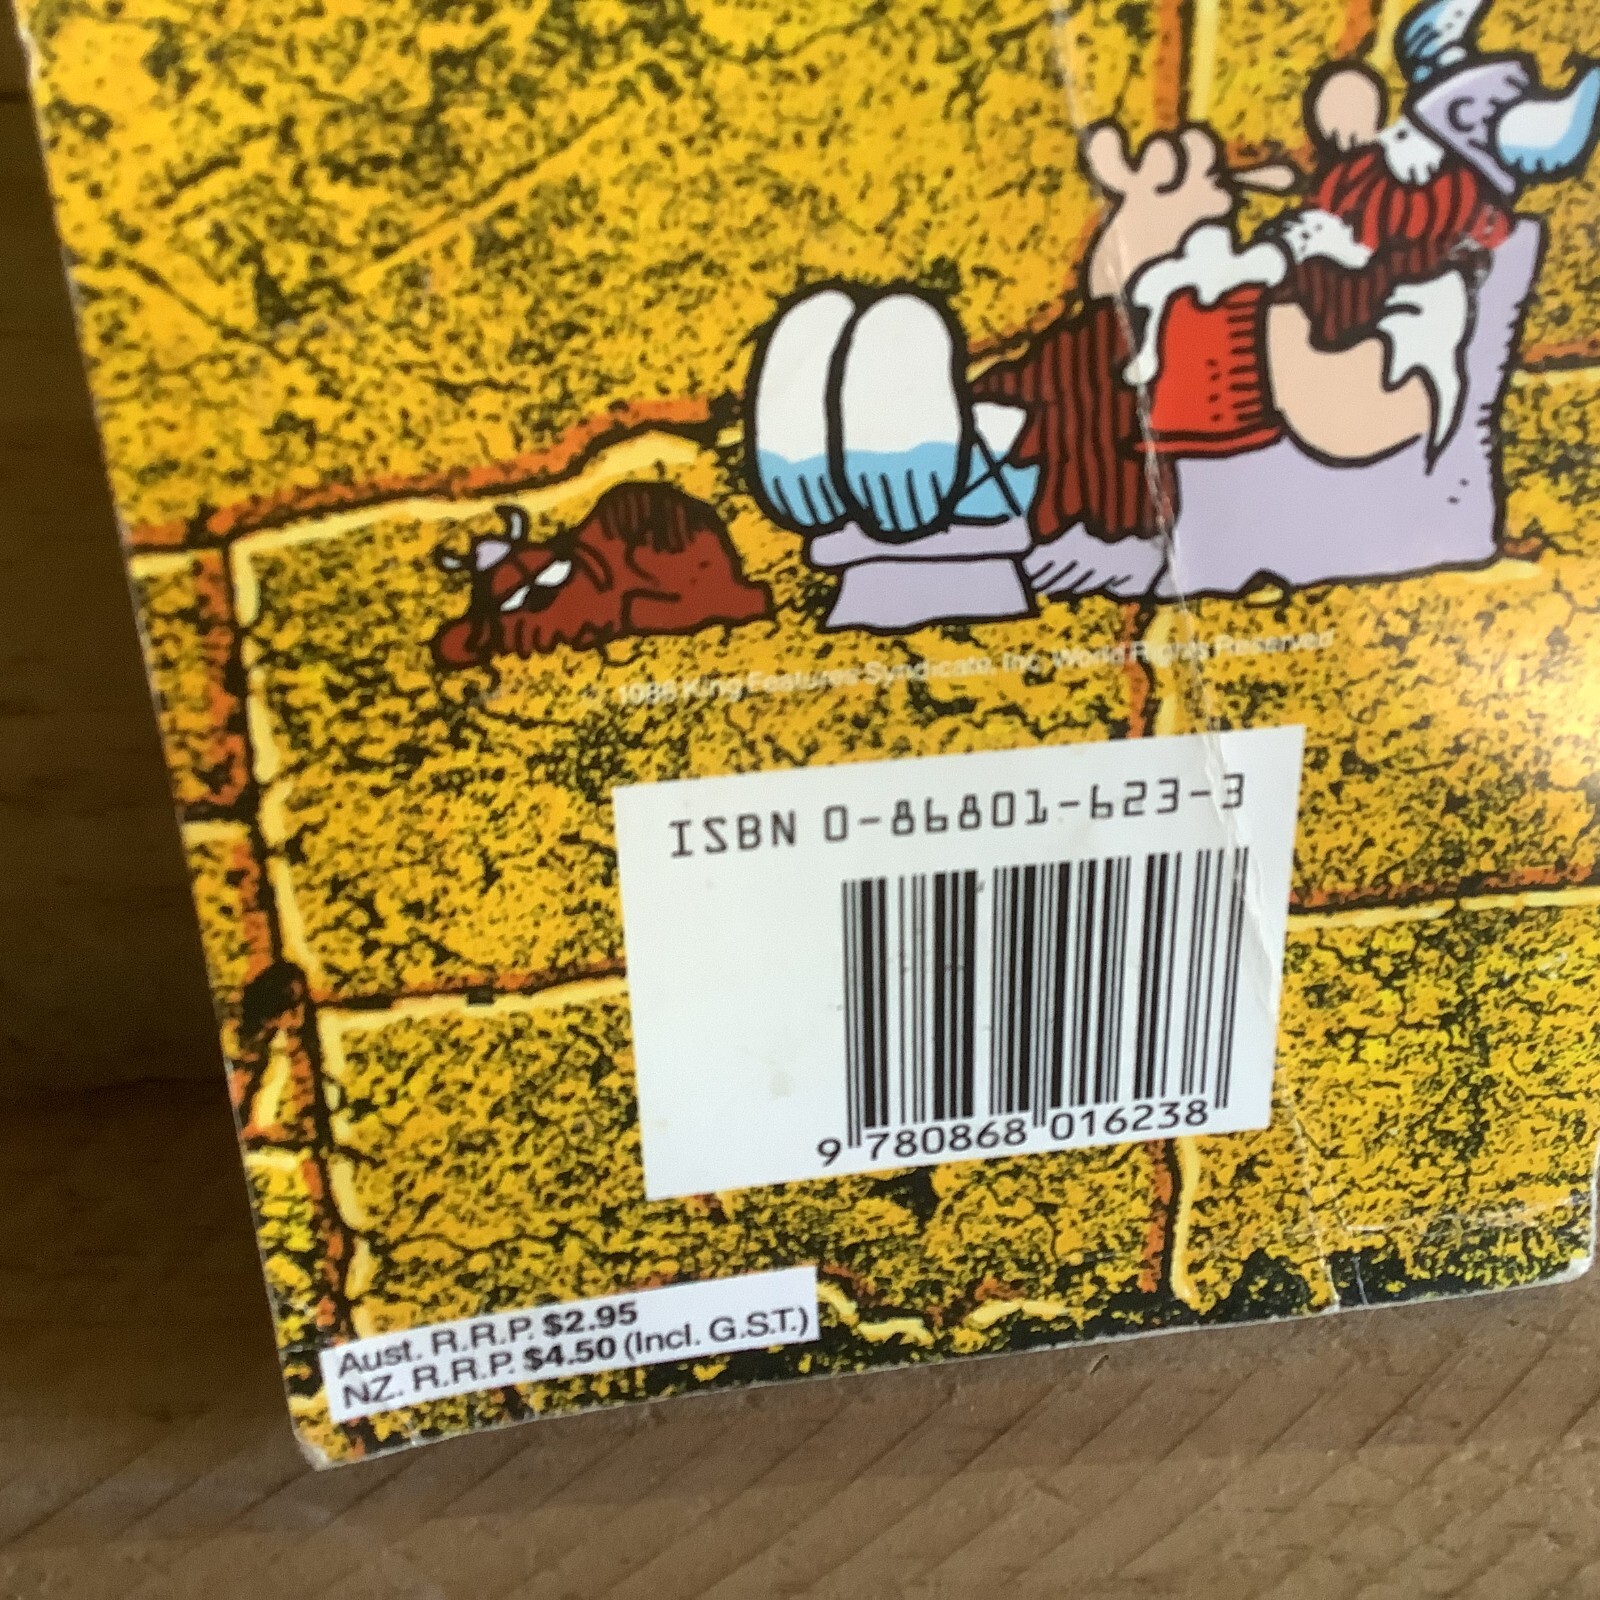 © 1986 King Features Syndicate, Inc. World Rights Reserved
ISBN 0-86801-623-3
9 780868 016238
Aust. R.R.P. $2.95
NZ. R.R.P. $4.50 (Incl. G.S.T.)